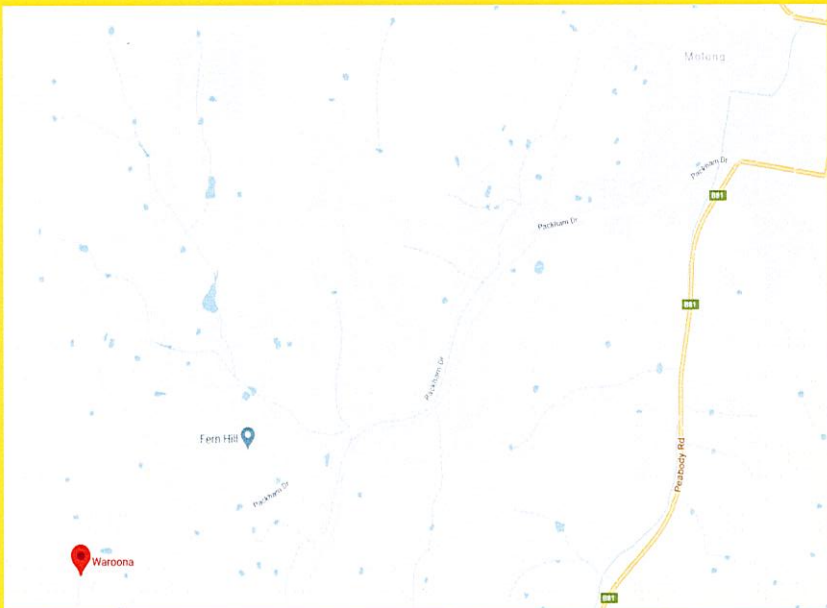 Molong
Packham Dr
B81
Packham Dr
B81
Packham Dr
Fern Hill
Peabody Rd
Packham Dr
Waroona
B81